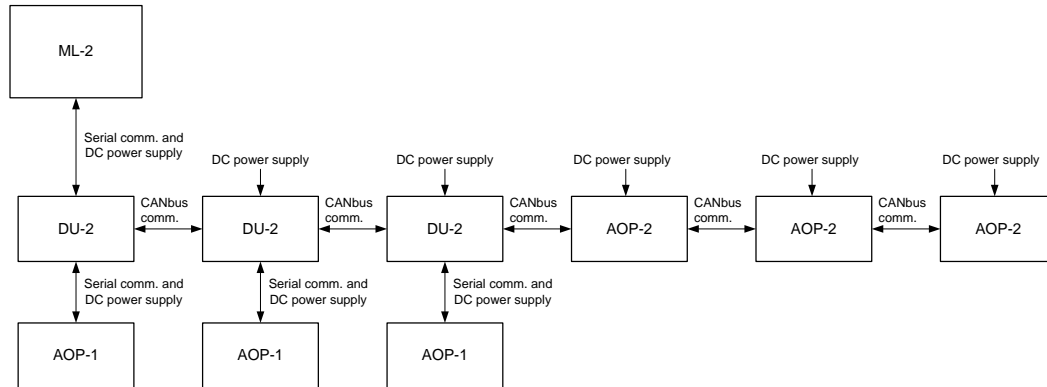 ML-2
Serial comm. and
DC power supply
DC power supply
DC power supply
DC power supply
DC power supply
DC power supply
CANbus
comm.
CANbus
comm.
CANbus
comm.
CANbus
comm.
CANbus
comm.
DU-2
DU-2
DU-2
AOP-2
AOP-2
AOP-2
Serial comm. and
DC power supply
Serial comm. and
DC power supply
Serial comm. and
DC power supply
AOP-1
AOP-1
AOP-1